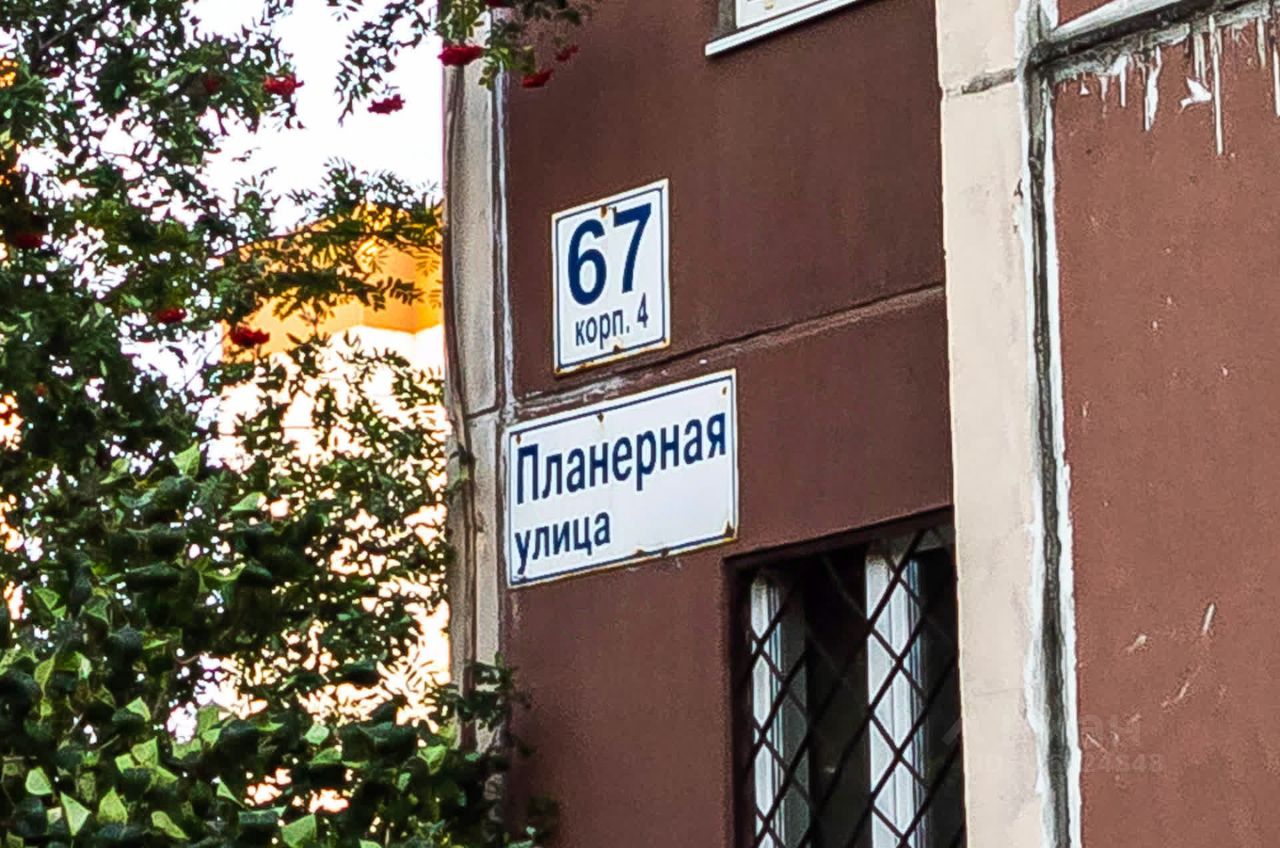 67
корп. 4
Планерная
улица